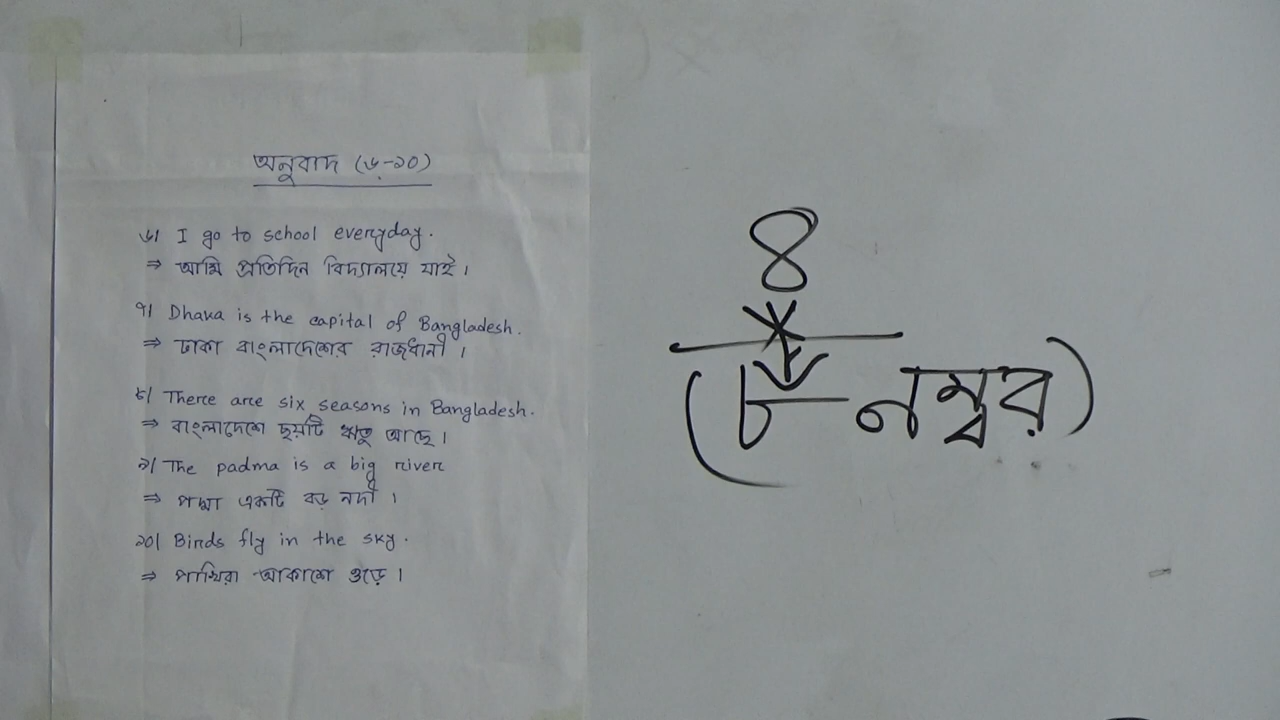 অনুবাদ (৬-১০)
৬। I go to school everyday.
⇒ আমি প্রতিদিন বিদ্যালয়ে যাই।
৭। Dhaka is the capital of Bangladesh.
⇒ ঢাকা বাংলাদেশের রাজধানী।
৮। There are six seasons in Bangladesh.
⇒ বাংলাদেশে ছয়টি ঋতু আছে।
৯। The padma is a big river
⇒ পদ্মা একটি বড় নদী।
১০। Birds fly in the sky.
⇒ পাখিরা আকাশে ওড়ে।
8
(৮ নম্বর)